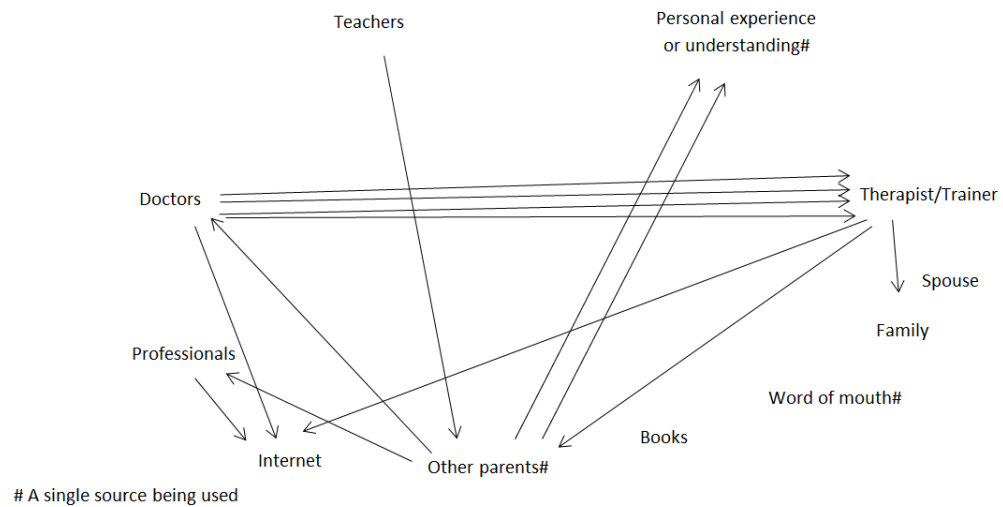 Teachers
Personal experience
or understanding#
Doctors
Therapist/Trainer
Spouse
Family
Professionals
Word of mouth#
Books
Internet
Other parents#
# A single source being used